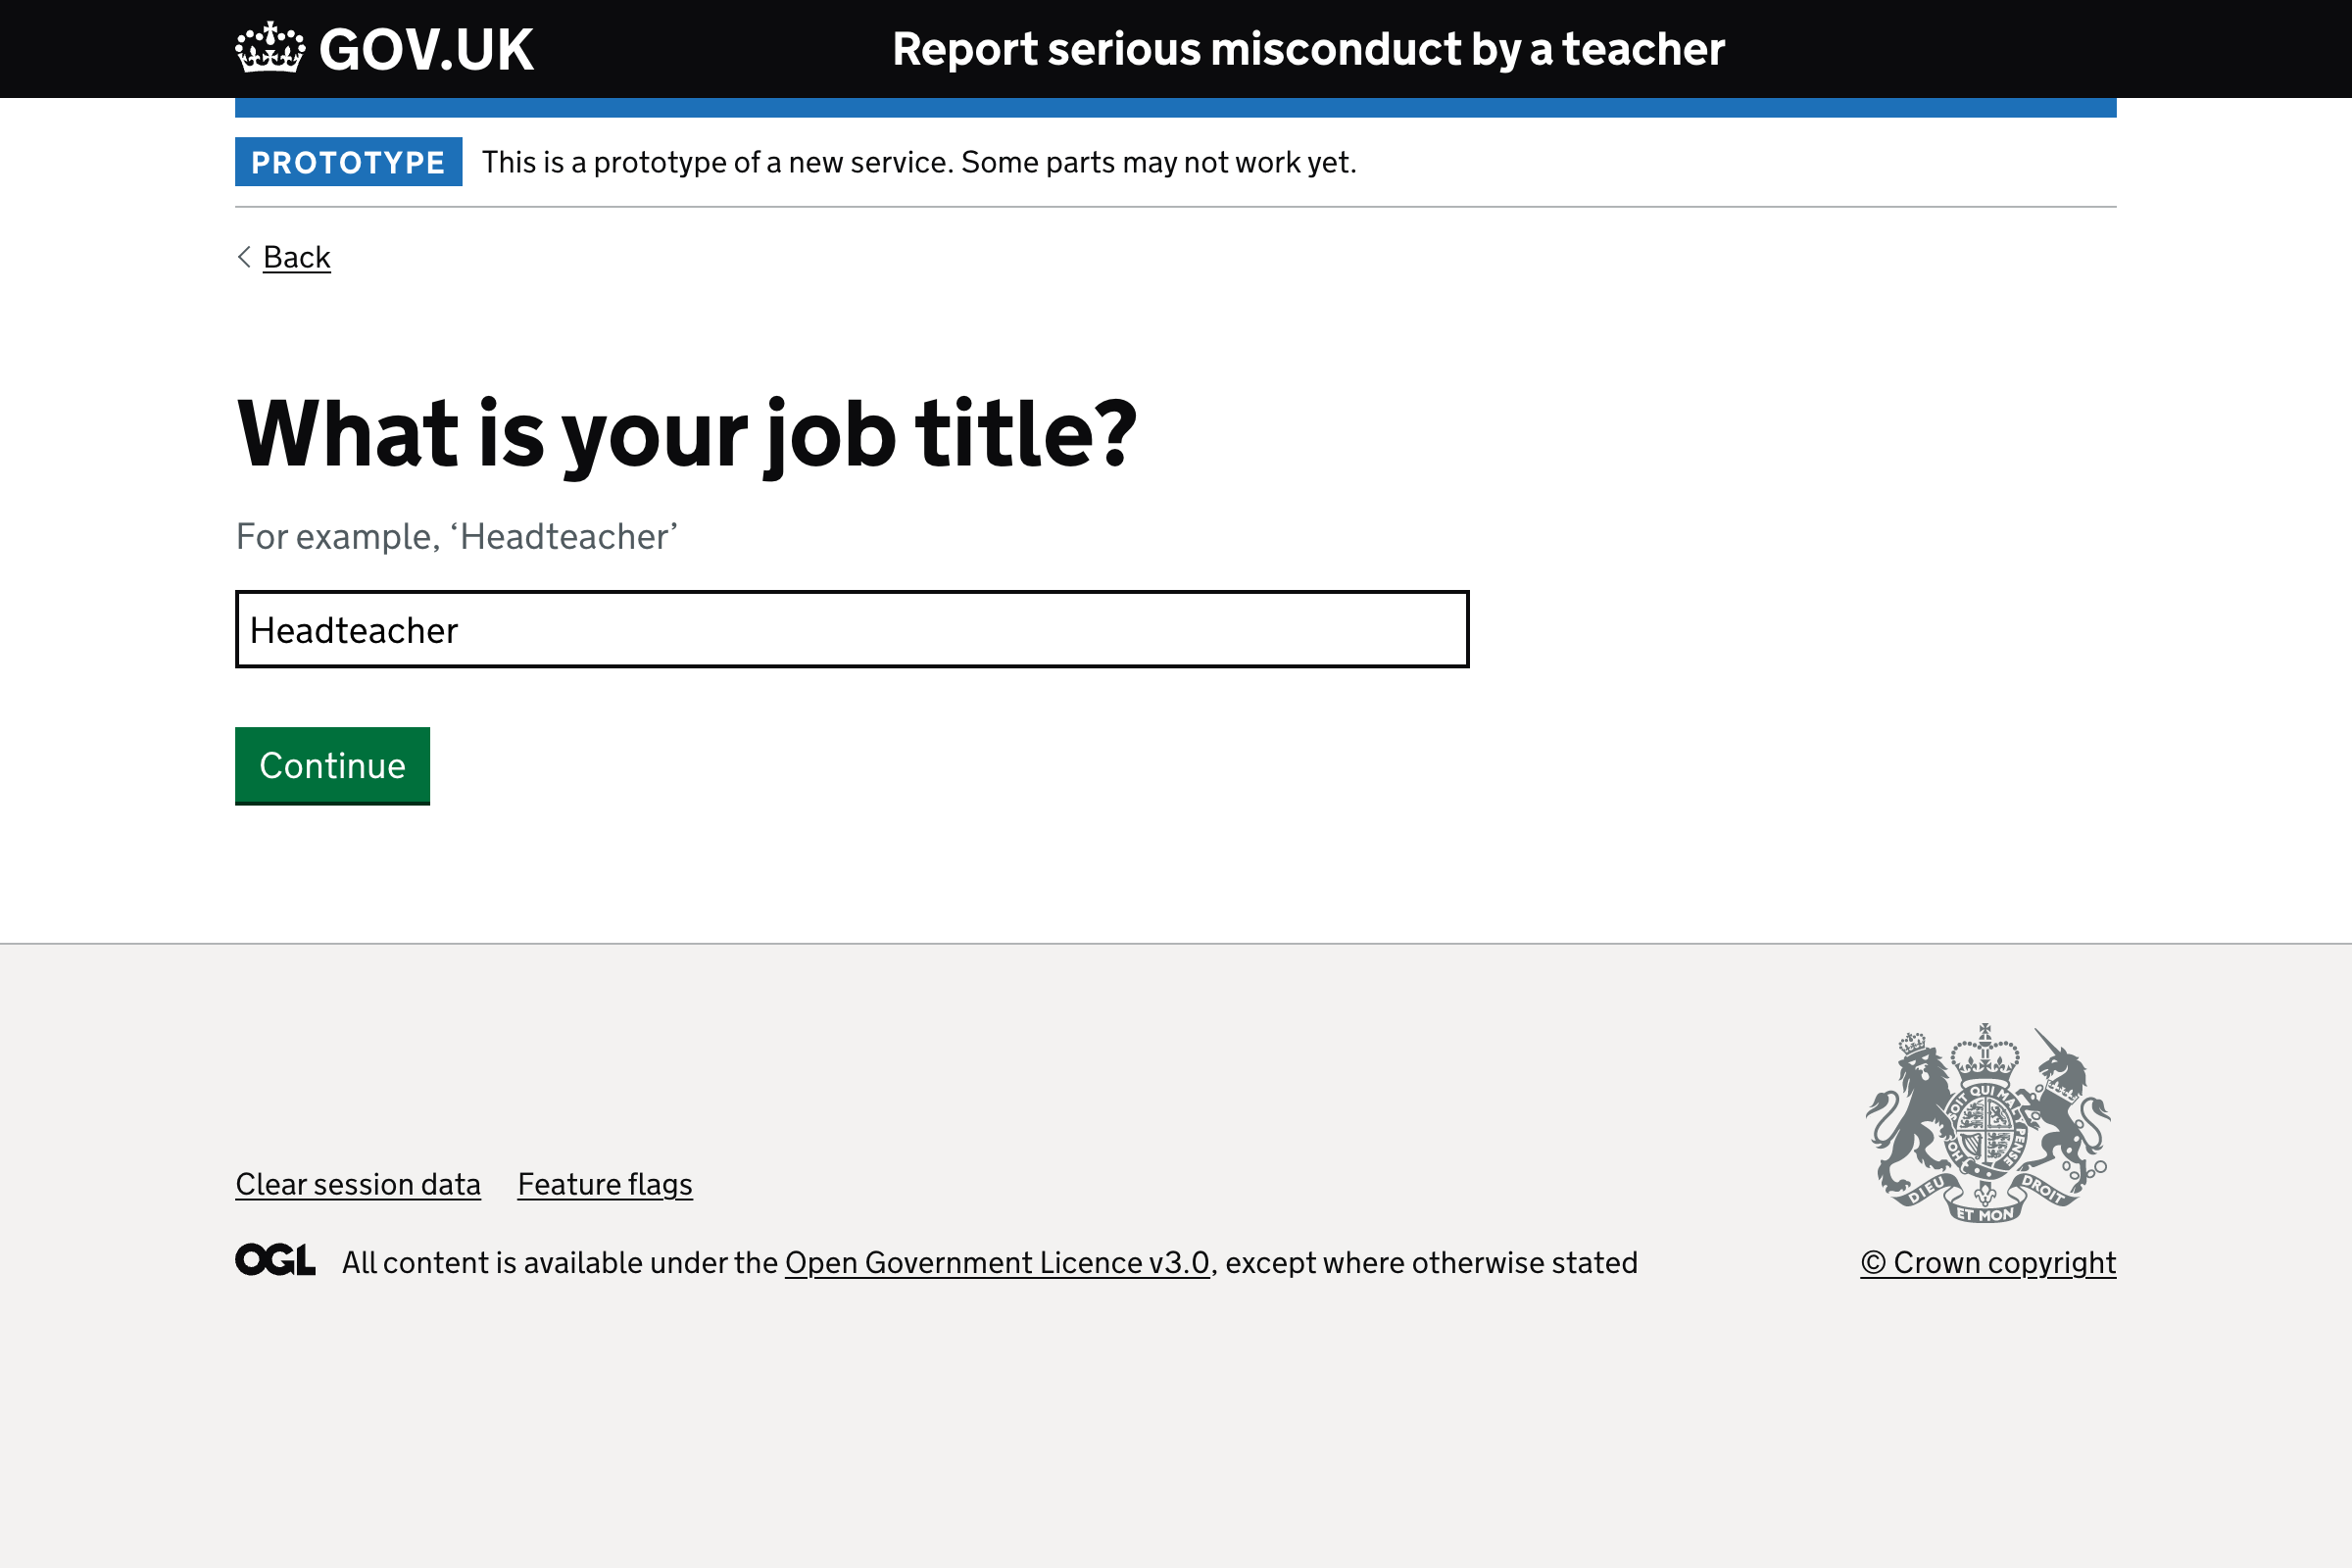 GOV.UK
Report serious misconduct by a teacher
PROTOTYPE This is a prototype of a new service. Some parts may not work yet.
Back
What is your job title?
For example, ‘Headteacher’
Headteacher
Continue
SOIT QUI MAL Y PENSE
HON
DIEU ET MON DROIT
Clear session data Feature flags
OGL All content is available under the Open Government Licence v3.0, except where otherwise stated
© Crown copyright